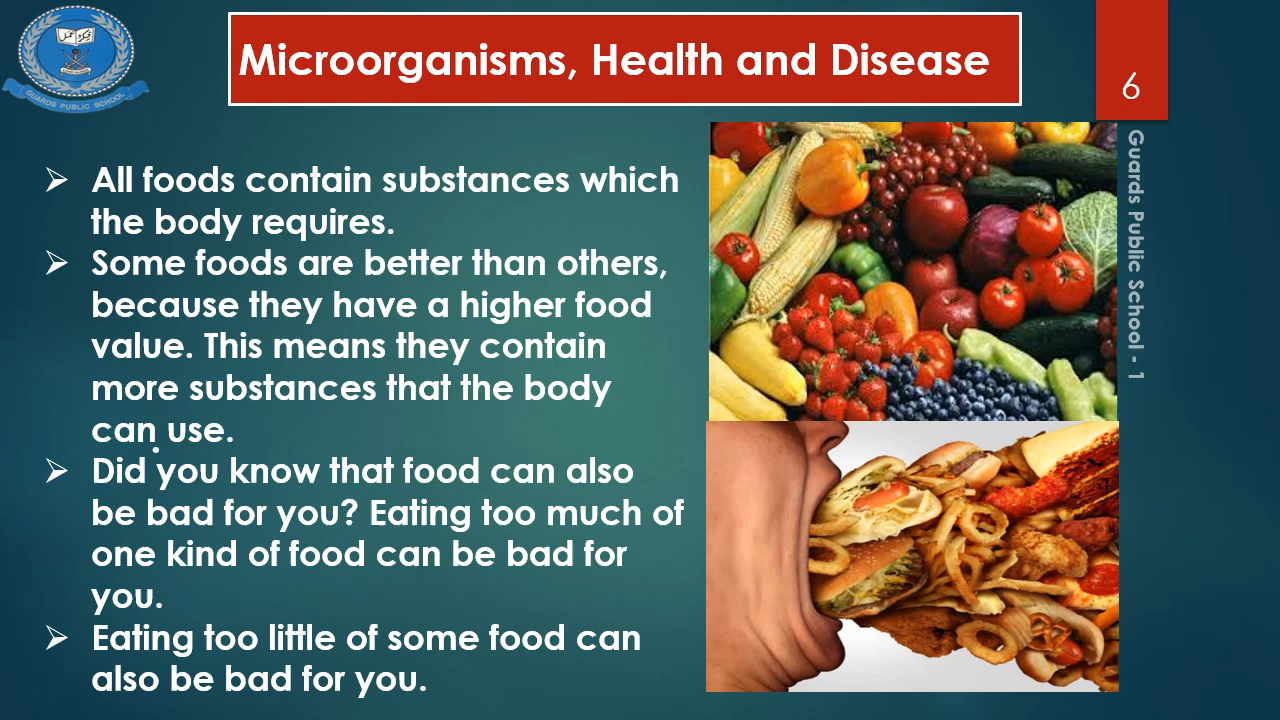 Microorganisms, Health and Disease
6
GUARDS PUBLIC SCHOOL
Guards Public School - 1
All foods contain substances which
the body requires.
Some foods are better than others,
because they have a higher food
value. This means they contain
more substances that the body
can use.
.
Did you know that food can also
be bad for you? Eating too much of
one kind of food can be bad for
you.
Eating too little of some food can
also be bad for you.